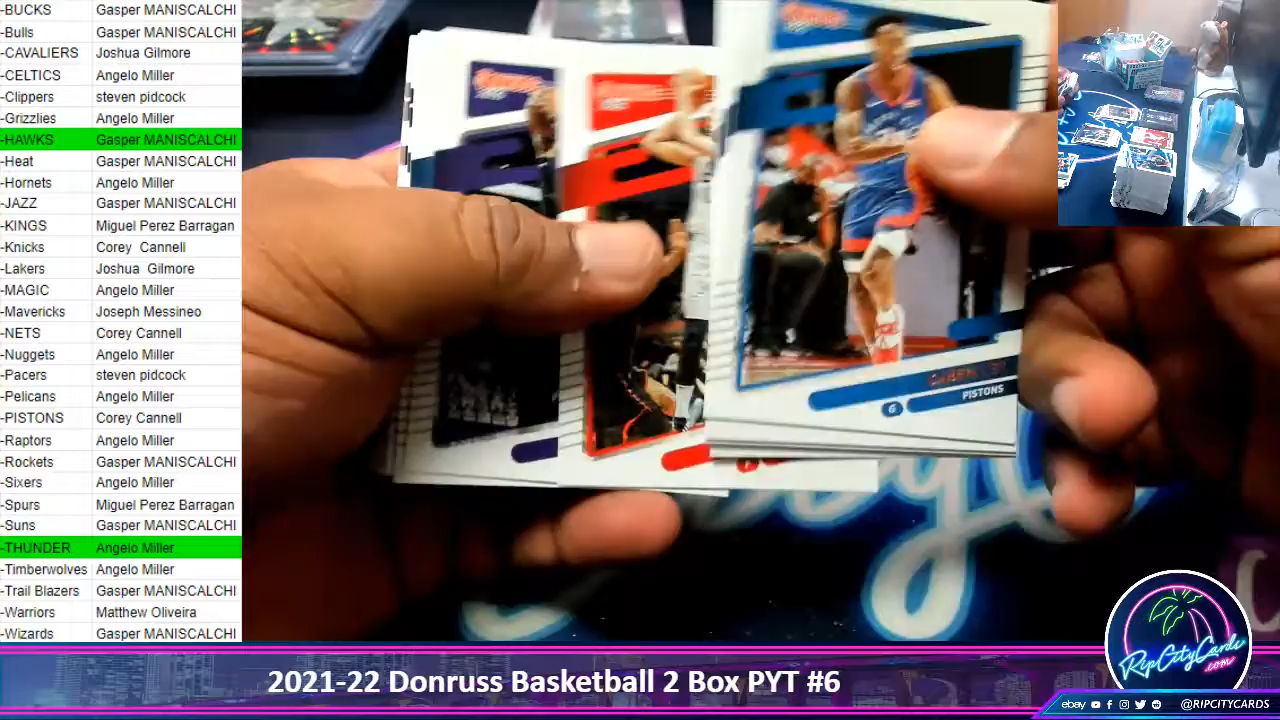 -BUCKS Gasper MANISCALCHI
-Bulls Gasper MANISCALCHI
-CAVALIERS Joshua Gilmore
-CELTICS Angelo Miller
-Clippers steven pidcock
-Grizzlies Angelo Miller
-HAWKS Gasper MANISCALCHI
-Heat Gasper MANISCALCHI
-Hornets Angelo Miller
-JAZZ Gasper MANISCALCHI
-KINGS Miguel Perez Barragan
-Knicks Corey Cannell
-Lakers Joshua Gilmore
-MAGIC Angelo Miller
-Mavericks Joseph Messineo
-NETS Corey Cannell
-Nuggets Angelo Miller
-Pacers steven pidcock
-Pelicans Angelo Miller
-PISTONS Corey Cannell
-Raptors Angelo Miller
-Rockets Gasper MANISCALCHI
-Sixers Angelo Miller
-Spurs Miguel Perez Barragan
-Suns Gasper MANISCALCHI
-THUNDER Angelo Miller
-Timberwolves Angelo Miller
-Trail Blazers Gasper MANISCALCHI
-Warriors Matthew Oliveira
-Wizards Gasper MANISCALCHI
G PISTONS
RipCityCards
.com
2021-22 Donruss Basketball 2 Box PYT #6
ebay @RIPCITYCARDS